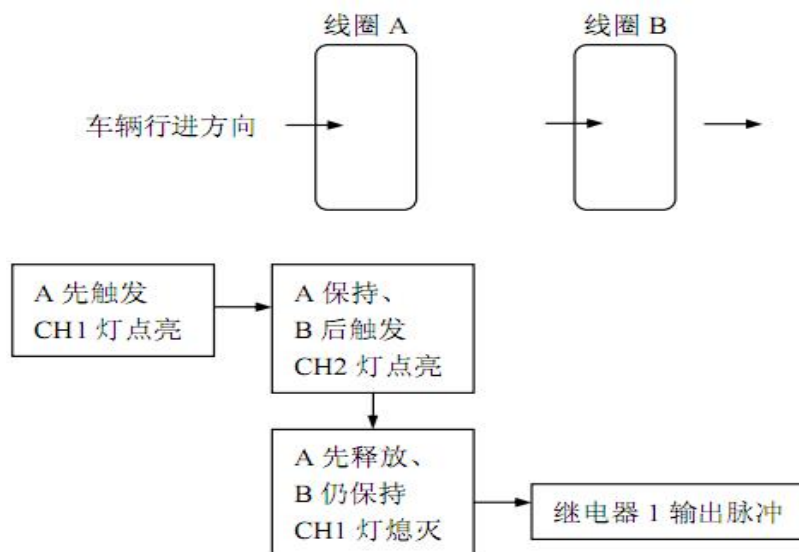 线圈 A
线圈 B
车辆行进方向
A 先触发
CH1 灯点亮
A 保持、
B 后触发
CH2 灯点亮
A 先释放、
B 仍保持
CH1 灯熄灭
继电器 1 输出脉冲